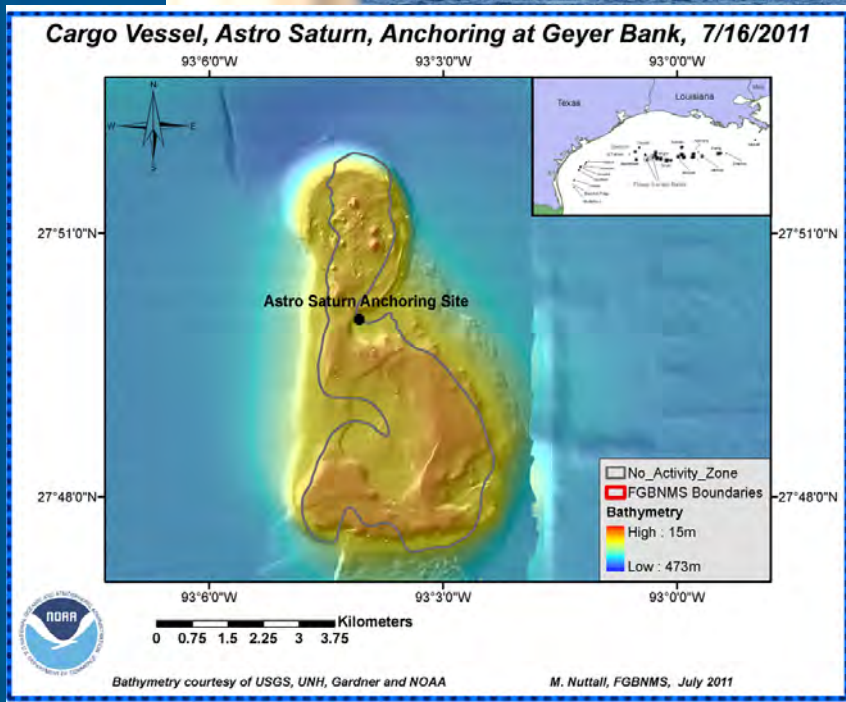 Cargo Vessel, Astro Saturn, Anchoring at Geyer Bank, 7/16/2011
93°6'0"W 93°3'0"W 93°0'0"W
N
W E
S
Texas
Louisiana
27°51'0"N 27°51'0"N
Astro Saturn Anchoring Site
No_Activity_Zone
FGBNMS Boundaries
27°48'0"N 27°48'0"N
Bathymetry
High : 15m
Low : 473m
93°6'0"W 93°3'0"W 93°0'0"W
NOAA
Kilometers
0 0.75 1.5 2.25 3 3.75
Bathymetry courtesy of USGS, UNH, Gardner and NOAA M. Nuttall, FGBNMS, July 2011